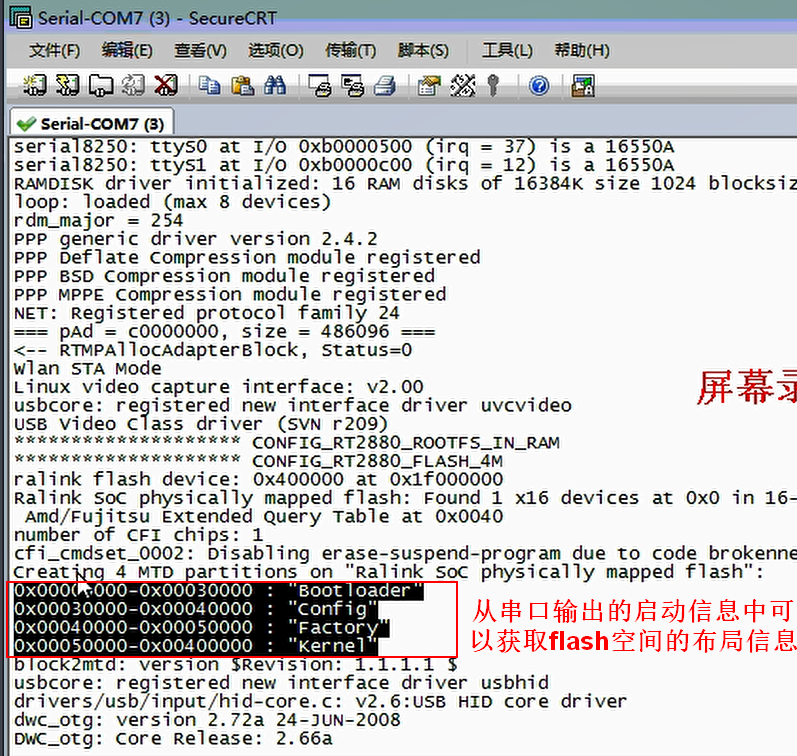 Serial-COM7 (3) - SecureCRT
文件(F) 编辑(E) 查看(V) 选项(O) 传输(T) 脚本(S) 工具(L) 帮助(H)
Serial-COM7 (3)
serial8250: ttyS0 at I/O 0xb0000500 (irq = 37) is a 16550A
serial8250: ttyS1 at I/O 0xb0000c00 (irq = 12) is a 16550A
RAMDISK driver initialized: 16 RAM disks of 16384K size 1024 blocksiz
loop: loaded (max 8 devices)
rdm_major = 254
PPP generic driver version 2.4.2
PPP Deflate Compression module registered
PPP BSD Compression module registered
PPP MPPE Compression module registered
NET: Registered protocol family 24
=== pAd = c0000000, size = 486096 ===
<-- RTMPAllocAdapterBlock, Status=0
Wlan STA Mode
Linux video capture interface: v2.00
屏幕录
usbcore: registered new interface driver uvcvideo
USB Video Class driver (SVN r209)
******************** CONFIG_RT2880_ROOTFS_IN_RAM
******************** CONFIG_RT2880_FLASH_4M
ralink flash device: 0x400000 at 0x1f000000
Ralink SoC physically mapped flash: Found 1 x16 devices at 0x0 in 16-
Amd/Fujitsu Extended Query Table at 0x0040
number of CFI chips: 1
cfi_cmdset_0002: Disabling erase-suspend-program due to code brokenne
Creating 4 MTD partitions on "Ralink SoC physically mapped flash":
0x00000000-0x00030000 : "Bootloader"
0x00030000-0x00040000 : "Config"
0x00040000-0x00050000 : "Factory"
0x00050000-0x00400000 : "Kernel"
从串口输出的启动信息中可
以获取flash空间的布局信息
block2mtd: version $Revision: 1.1.1.1 $
usbcore: registered new interface driver usbhid
drivers/usb/input/hid-core.c: v2.6:USB HID core driver
dwc_otg: version 2.72a 24-JUN-2008
DWC_otg: Core Release: 2.66a